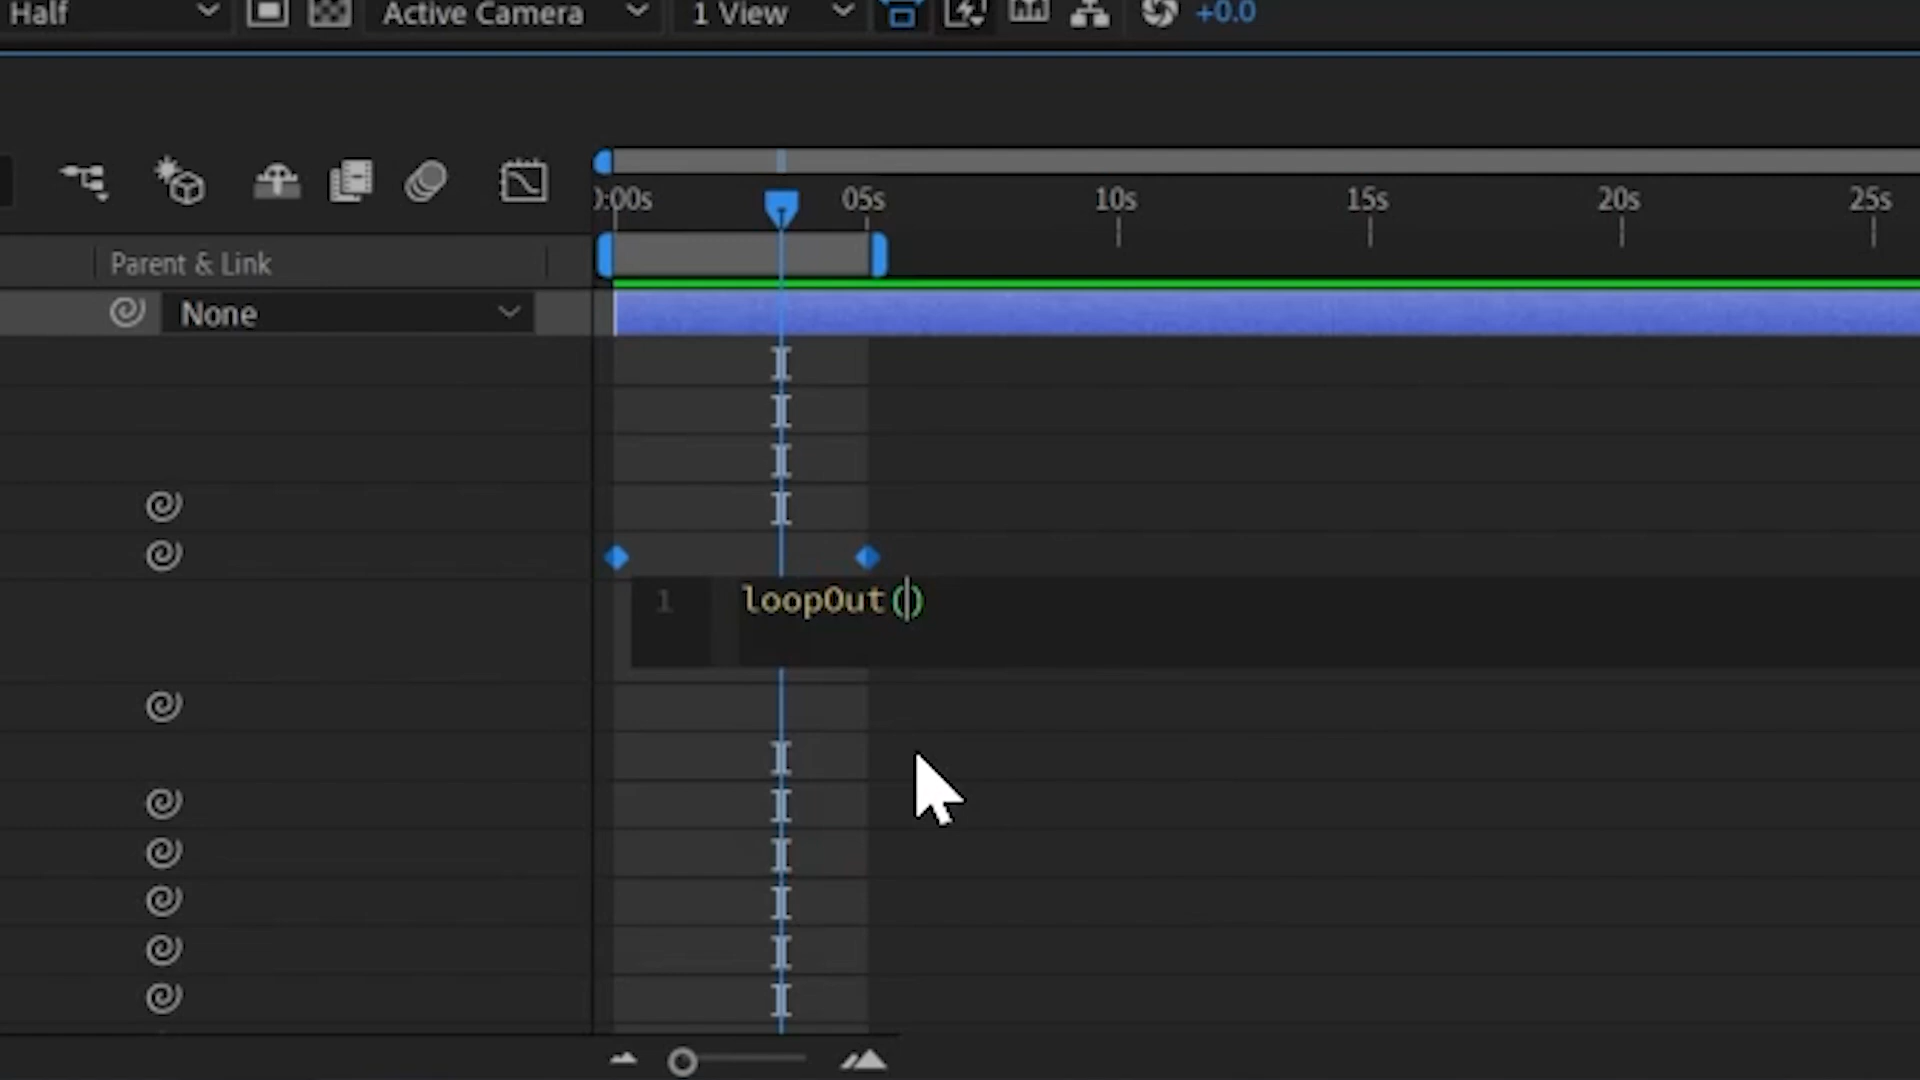 Half Active Camera 1 View +0.0
0:00s 05s 10s 15s 20s 25s
Parent & Link
None
1 loopOut()